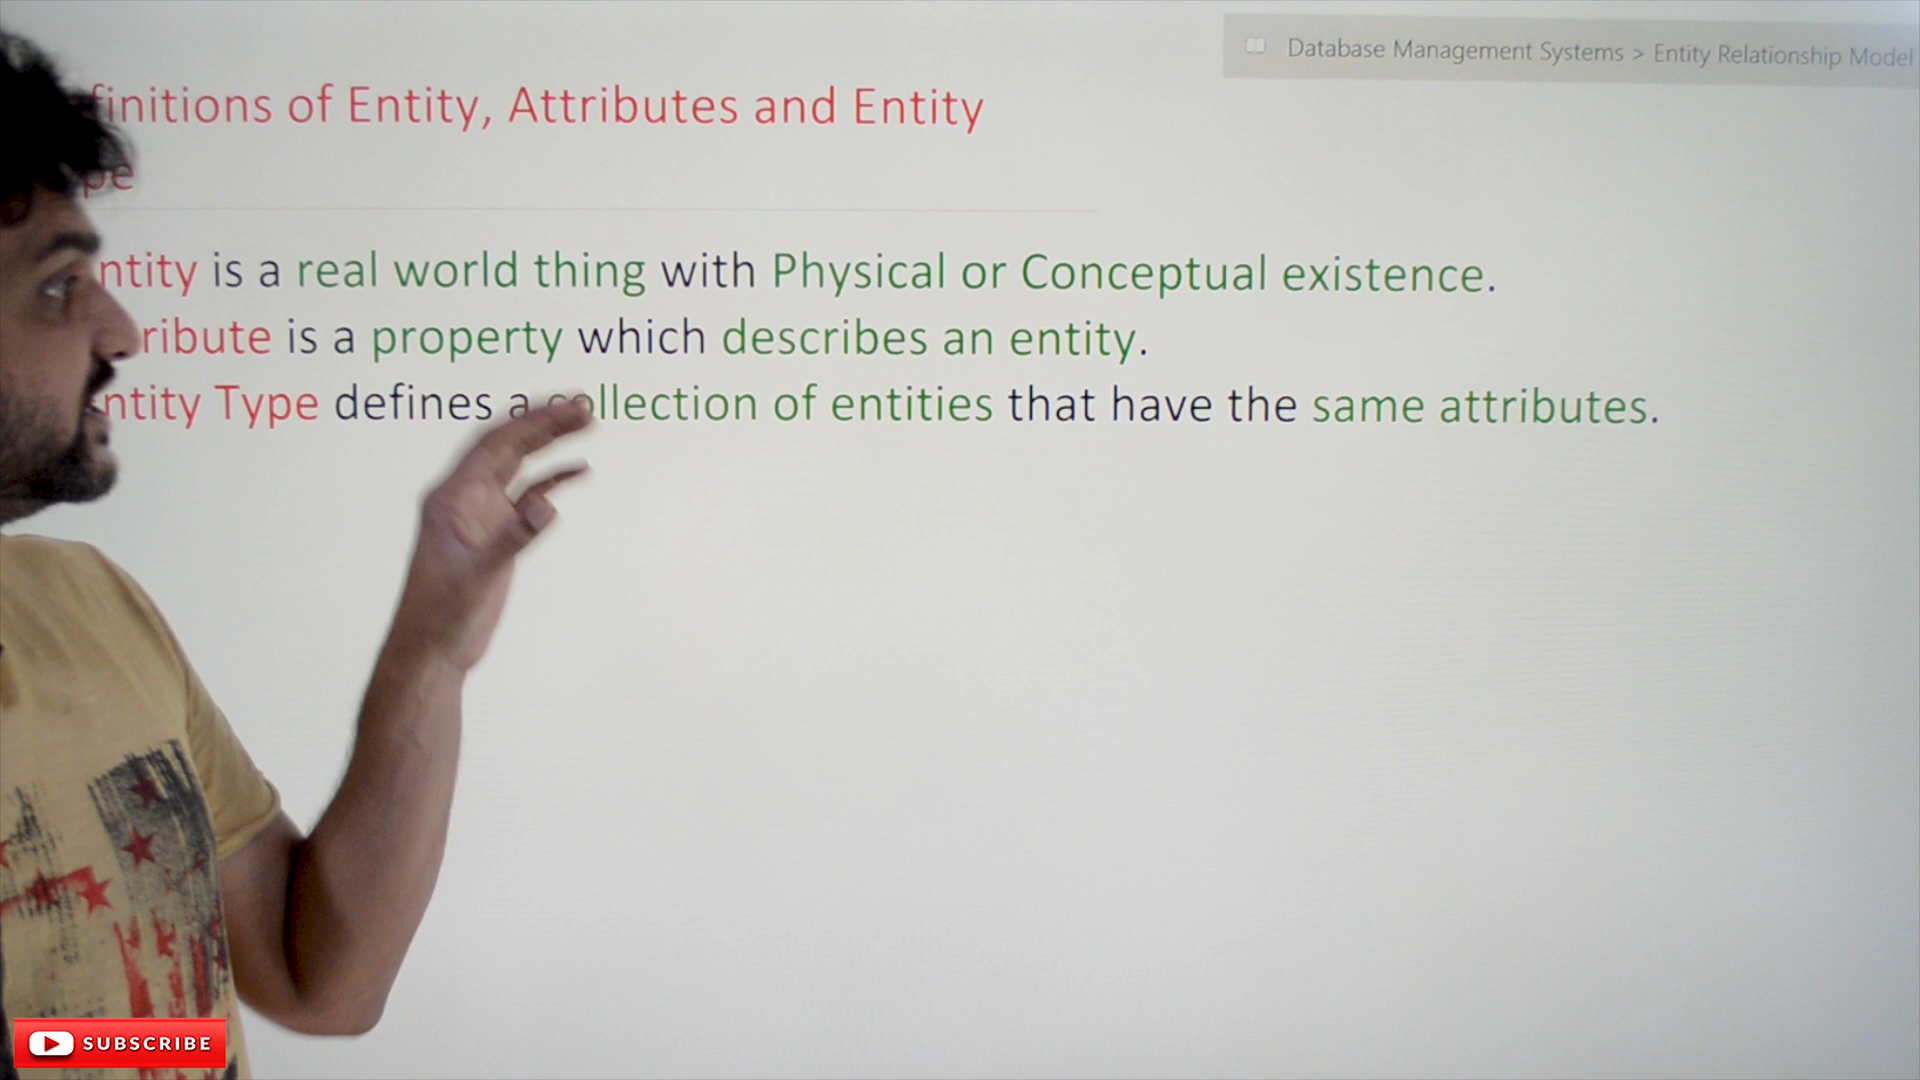 Database Management Systems > Entity Relationship Model
finitions of Entity, Attributes and Entity
pe
ntity is a real world thing with Physical or Conceptual existence.
ribute is a property which describes an entity.
ntity Type defines a collection of entities that have the same attributes.
SUBSCRIBE